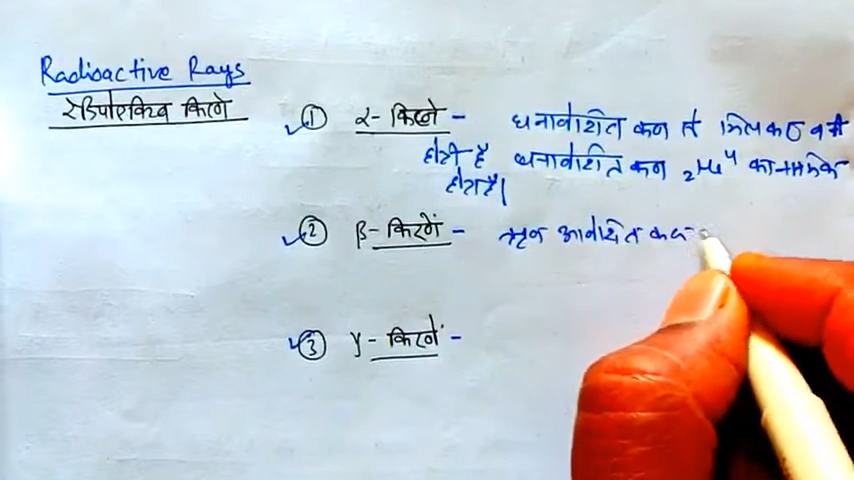 Radioactive Rays
रेडियोएक्टिव किरणे
① α- किरणे - धनावेशित कण से मिलकर बनी
होती है धनावेशित कण ₂He⁴ का नाभिक
होता है।
② β- किरणें - ऋण आवेशित कण
③ γ- किरणें -